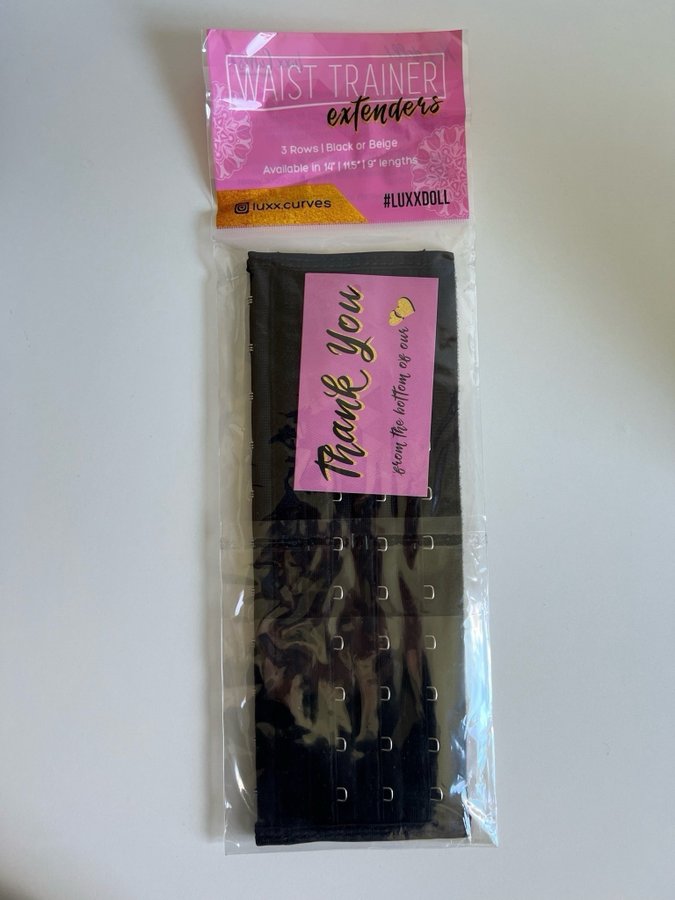 WAIST TRAINER
extenders
3 Rows | Black or Beige
Available in 14" | 11.5" | 9" lengths
luxx.curves
#LUXXDOLL
Thank You
from the bottom of our